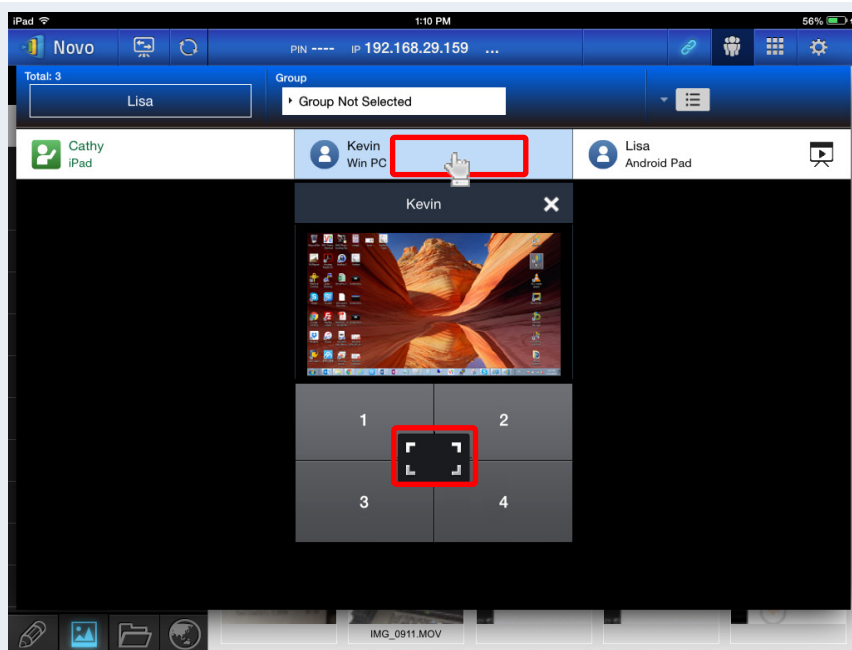 iPad 1:10 PM 56%
Novo PIN ---- IP 192.168.29.159 ...
Total: 3
Lisa
Group
Group Not Selected
Cathy
iPad
Kevin
Win PC
Lisa
Android Pad
Kevin
1 2
3 4
IMG_0911.MOV